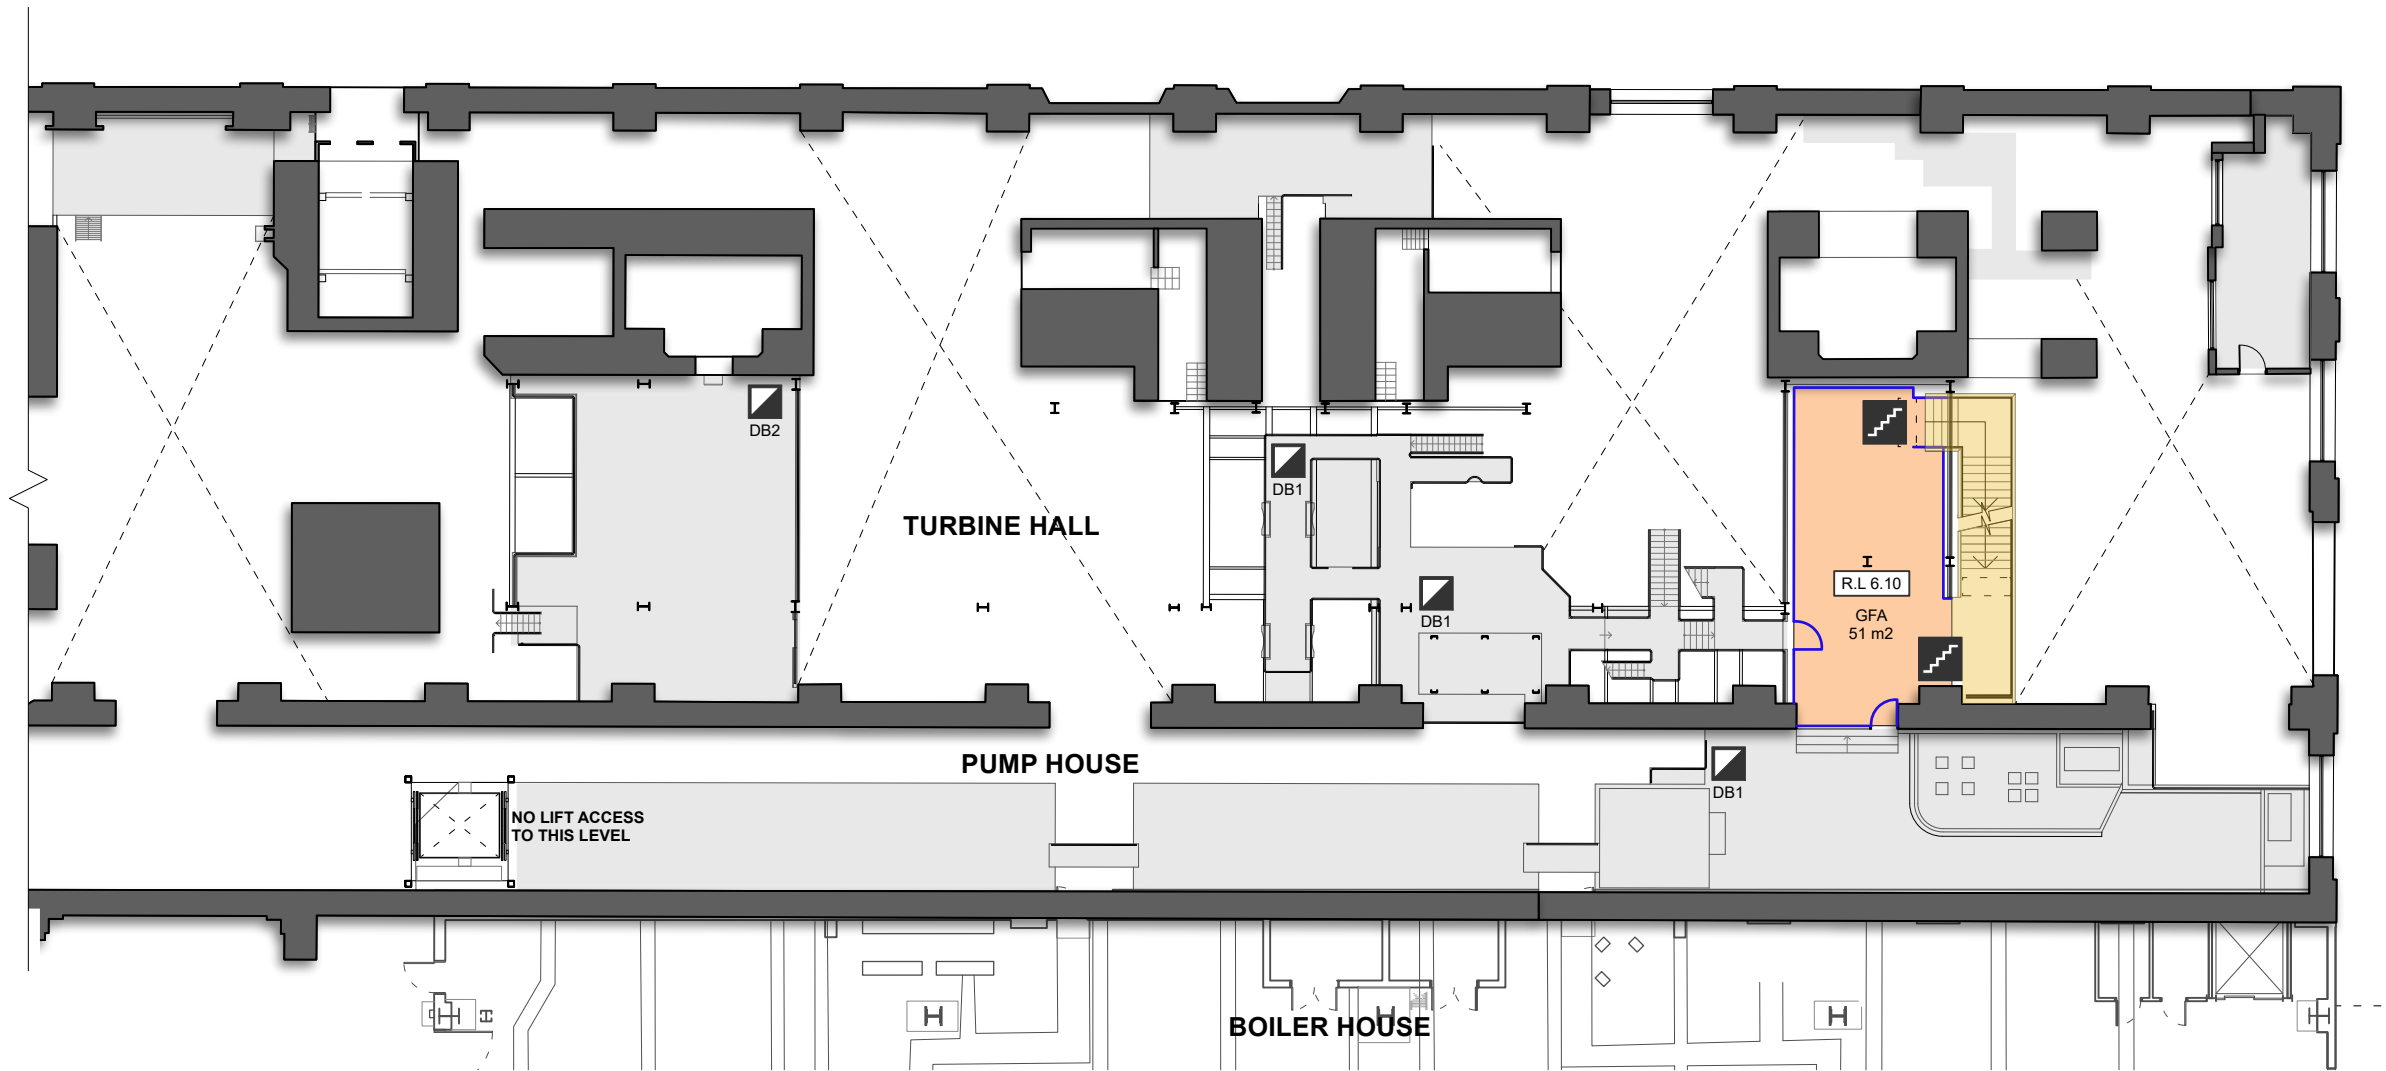 DB2
DB1
TURBINE HALL
DB1
R.L 6.10
GFA
51 m2
PUMP HOUSE
DB1
NO LIFT ACCESS
TO THIS LEVEL
BOILER HOUSE